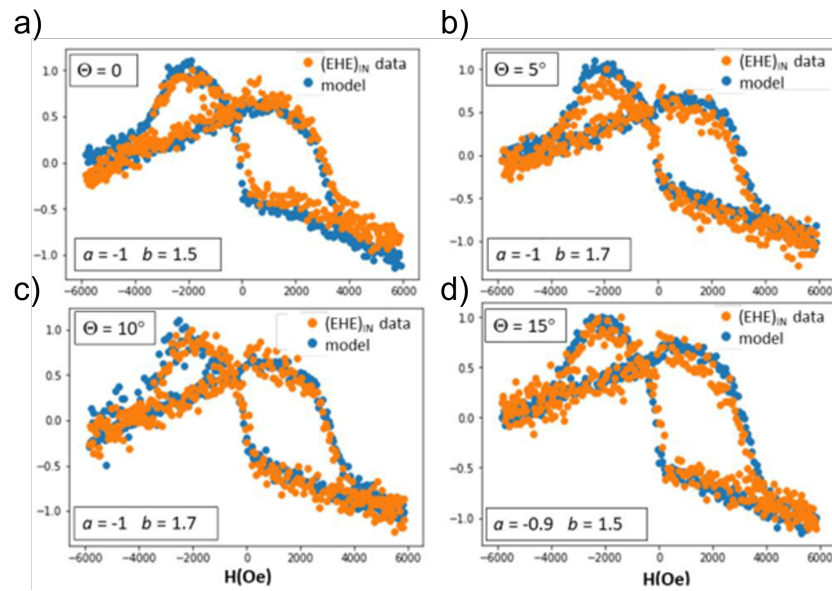 a)
Θ = 0
(EHE)IN data
model
1.0
0.5
0.0
−0.5
−1.0
a = -1 b = 1.5
−6000 −4000 −2000 0 2000 4000 6000
b)
Θ = 5°
(EHE)IN data
model
1.0
0.5
0.0
−0.5
−1.0
a = -1 b = 1.7
−6000 −4000 −2000 0 2000 4000 6000
c)
Θ = 10°
(EHE)IN data
model
1.0
0.5
0.0
−0.5
−1.0
a = -1 b = 1.7
−6000 −4000 −2000 0 2000 4000 6000
H(Oe)
d)
Θ = 15°
(EHE)IN data
model
1.0
0.5
0.0
−0.5
−1.0
a = -0.9 b = 1.5
−6000 −4000 −2000 0 2000 4000 6000
H(Oe)